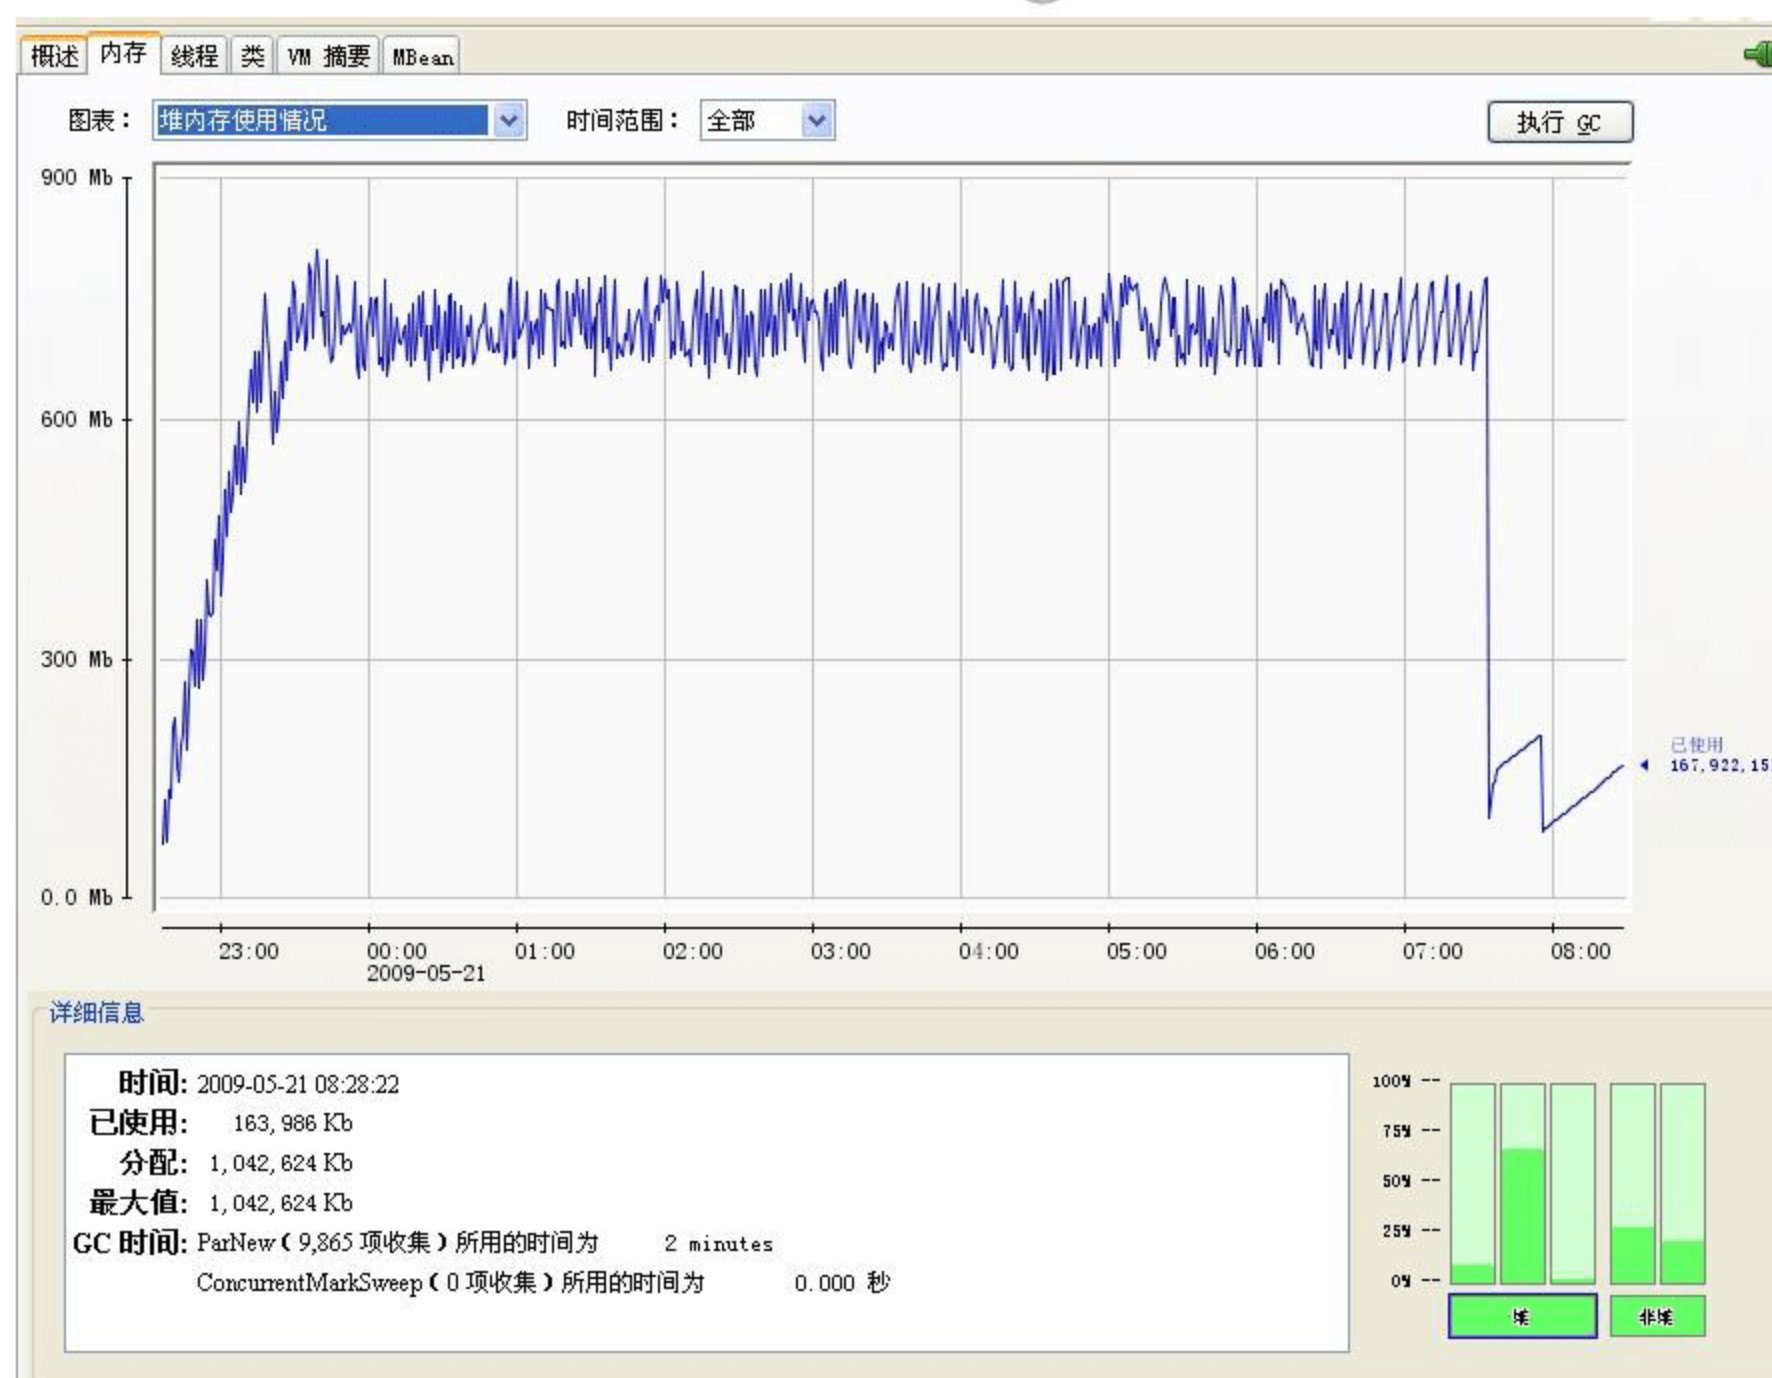 概述 内存 线程 类 VM 摘要 MBean
图表： 堆内存使用情况 时间范围： 全部 执行 GC
900 Mb
600 Mb
300 Mb
已使用
167,922,15
0.0 Mb
23:00 00:00 01:00 02:00 03:00 04:00 05:00 06:00 07:00 08:00
2009-05-21
详细信息
时间: 2009-05-21 08:28:22
已使用: 163,986 Kb
分配: 1,042,624 Kb
最大值: 1,042,624 Kb
GC 时间: ParNew ( 9,865 项收集 ) 所用的时间为 2 minutes
ConcurrentMarkSweep ( 0 项收集 ) 所用的时间为 0.000 秒
100% --
75% --
50% --
25% --
0% --
堆 非堆